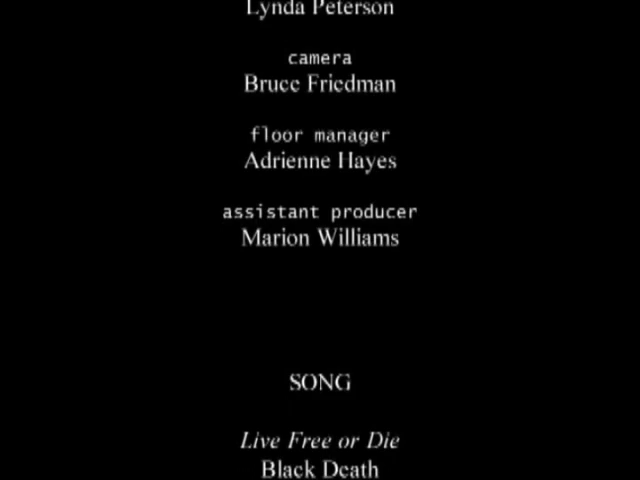 Lynda Peterson
camera
Bruce Friedman
floor manager
Adrienne Hayes
assistant producer
Marion Williams
SONG
Live Free or Die
Black Death